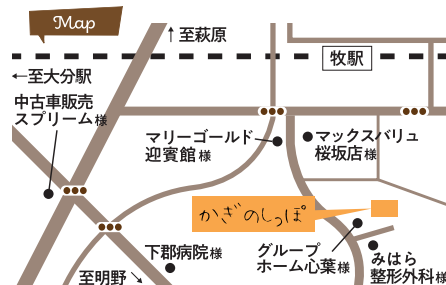 Map
↑至萩原
牧駅
←至大分駅
中古車販売
スプリーム様
マリーゴールド
迎賓館様
マックスバリュ
桜坂店様
かぎのしっぽ
下郡病院様
グループ
ホーム心葉様
みはら
整形外科様
至明野↘